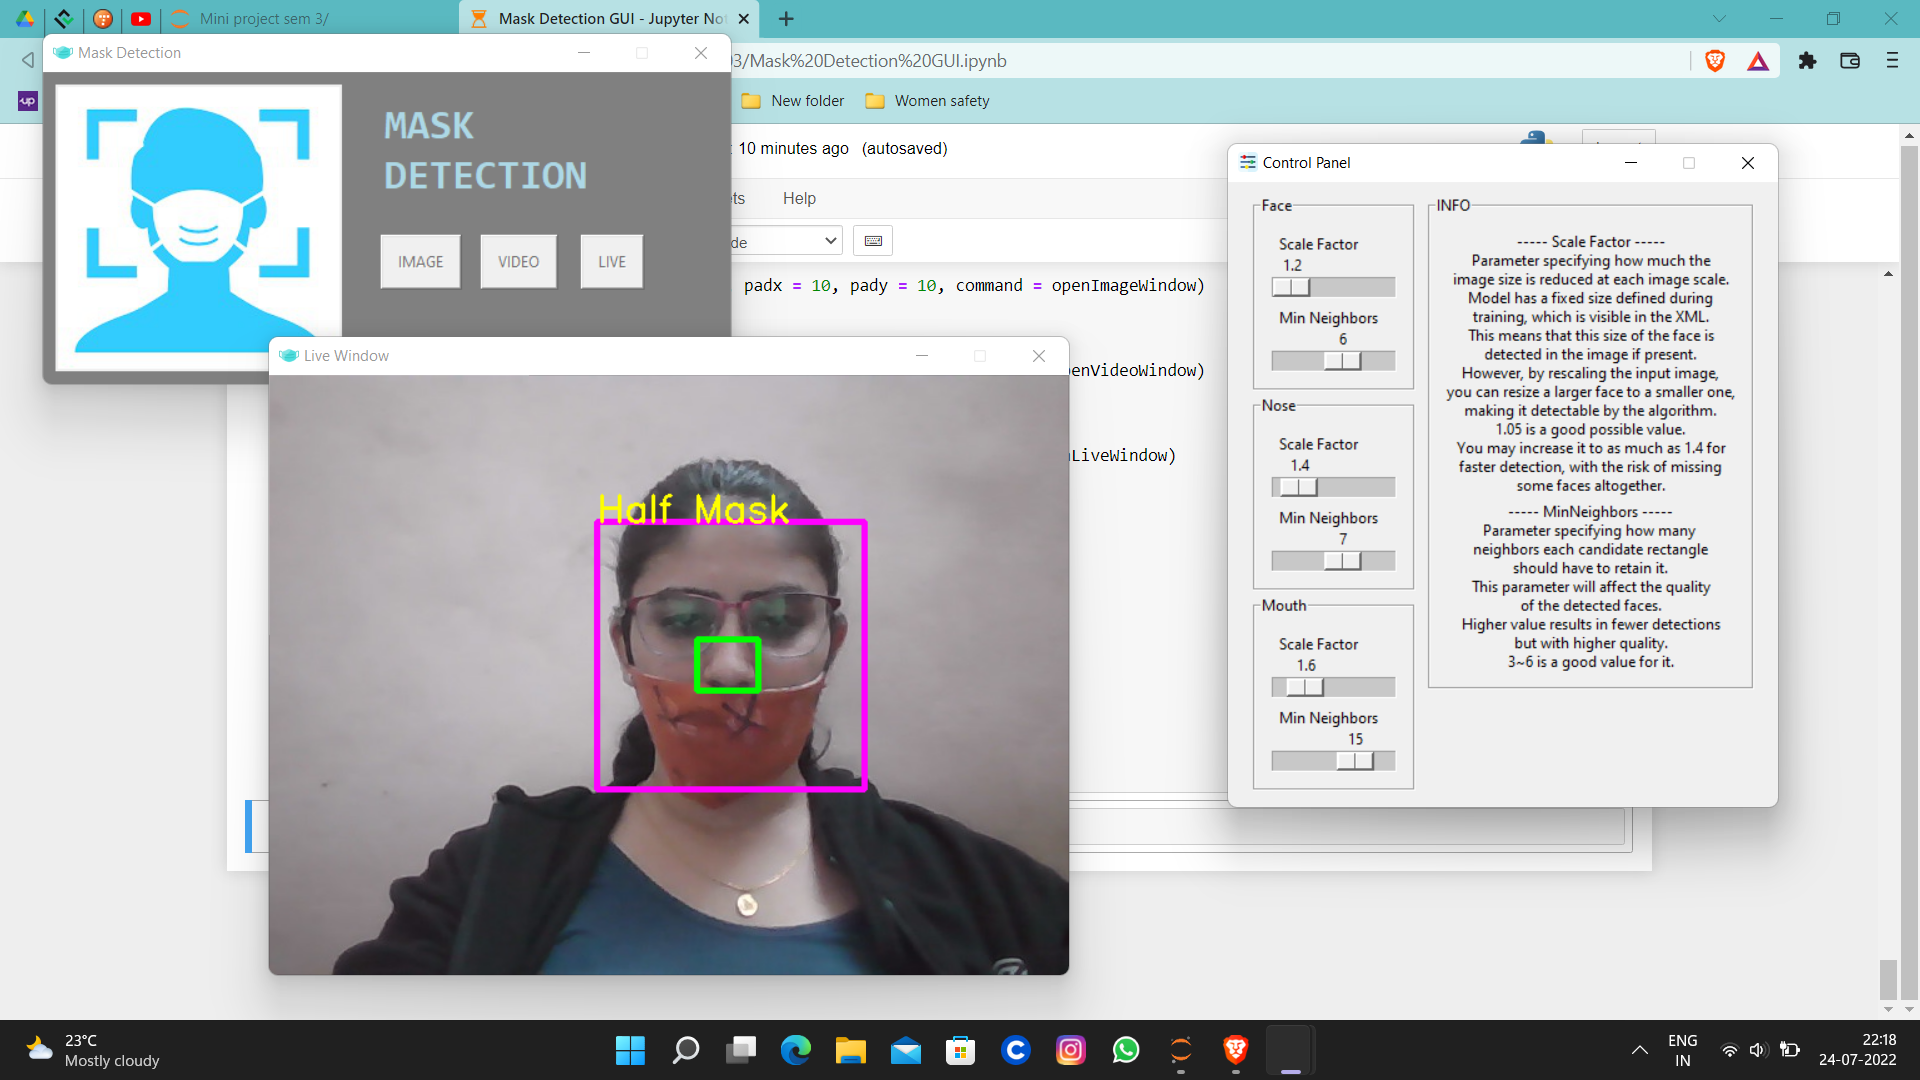 Mini project sem 3/
Mask Detection GUI - Jupyter No
Mask Detection
3/Mask%20Detection%20GUI.ipynb
up
New folder
Women safety
MASK
DETECTION
IMAGE
VIDEO
LIVE
10 minutes ago (autosaved)
Help
padx = 10, pady = 10, command = openImageWindow)
enVideoWindow)
LiveWindow)
Live Window
Half Mask
Control Panel
Face
Scale Factor
1.2
Min Neighbors
6
Nose
Scale Factor
1.4
Min Neighbors
7
Mouth
Scale Factor
1.6
Min Neighbors
15
INFO
----- Scale Factor -----
Parameter specifying how much the
image size is reduced at each image scale.
Model has a fixed size defined during
training, which is visible in the XML.
This means that this size of the face is
detected in the image if present.
However, by rescaling the input image,
you can resize a larger face to a smaller one,
making it detectable by the algorithm.
1.05 is a good possible value.
You may increase it to as much as 1.4 for
faster detection, with the risk of missing
some faces altogether.
----- MinNeighbors -----
Parameter specifying how many
neighbors each candidate rectangle
should have to retain it.
This parameter will affect the quality
of the detected faces.
Higher value results in fewer detections
but with higher quality.
3~6 is a good value for it.
23°C
Mostly cloudy
ENG
IN
22:18
24-07-2022